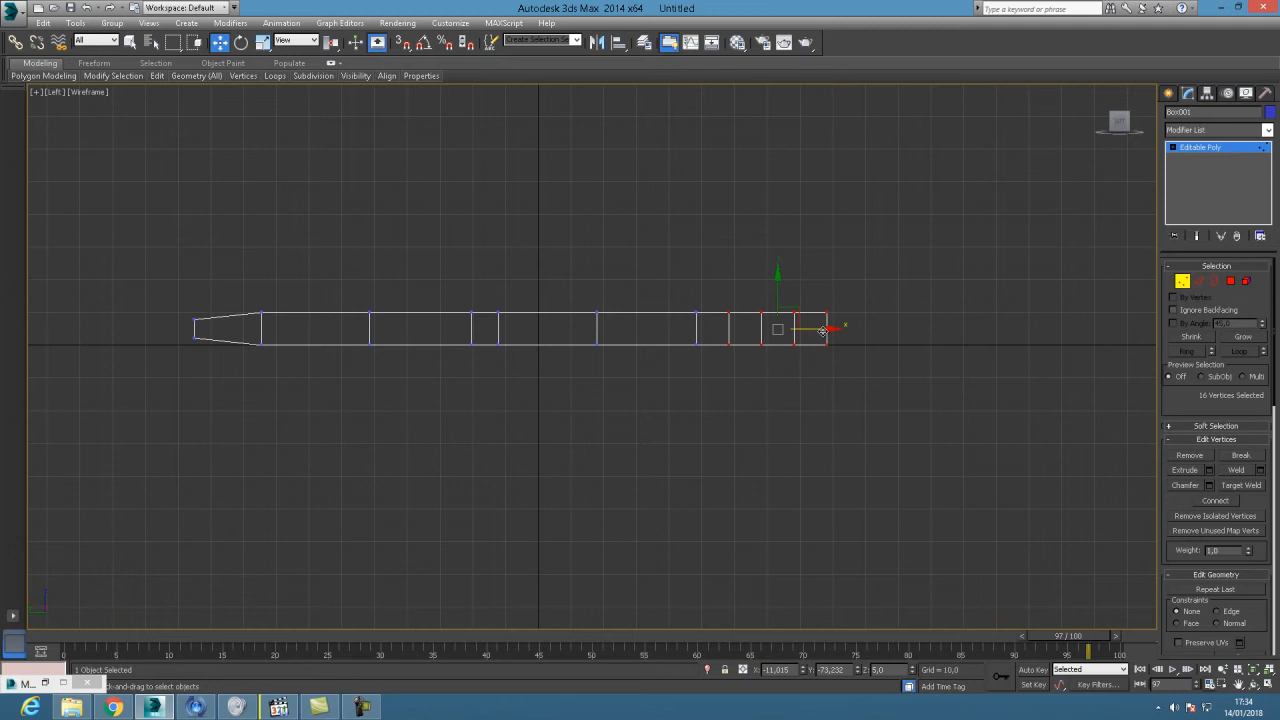 Workspace: Default
Autodesk 3ds Max 2014 x64
Untitled
Type a keyword or phrase
Edit Tools Group Views Create Modifiers Animation Graph Editors Rendering Customize MAXScript Help
All
View
Create Selection Se
Modeling Freeform Selection Object Paint Populate
Polygon Modeling Modify Selection Edit Geometry (All) Vertices Loops Subdivision Visibility Align Properties
[+] [Left] [Wireframe]
Box001
Modifier List
Editable Poly
Selection
By Vertex
Ignore Backfacing
By Angle: 45,0
Shrink Grow
Ring Loop
Preview Selection
Off SubObj Multi
16 Vertices Selected
Soft Selection
Edit Vertices
Remove Break
Extrude Weld
Chamfer Target Weld
Connect
Remove Isolated Vertices
Remove Unused Map Verts
Weight: 1,0
Edit Geometry
Repeat Last
Constraints
None Edge
Face Normal
Preserve UVs
x
97 / 100
0 5 10 15 20 25 30 35 40 45 50 55 60 65 70 75 80 85 90 95 100
1 Object Selected
X: -11,015 Y: -73,232 Z: 5,0
Grid = 10,0
Auto Key Selected
M...
and-drag to select objects
Add Time Tag
Set Key Key Filters...
97
17:34
14/01/2018